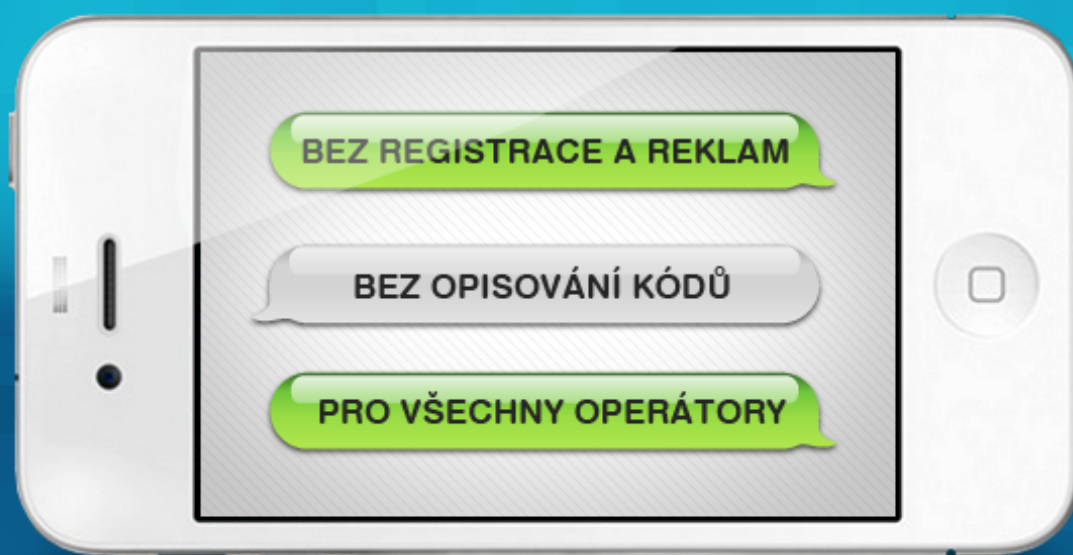 BEZ REGISTRACE A REKLAM
BEZ OPISOVÁNÍ KÓDŮ
PRO VŠECHNY OPERÁTORY